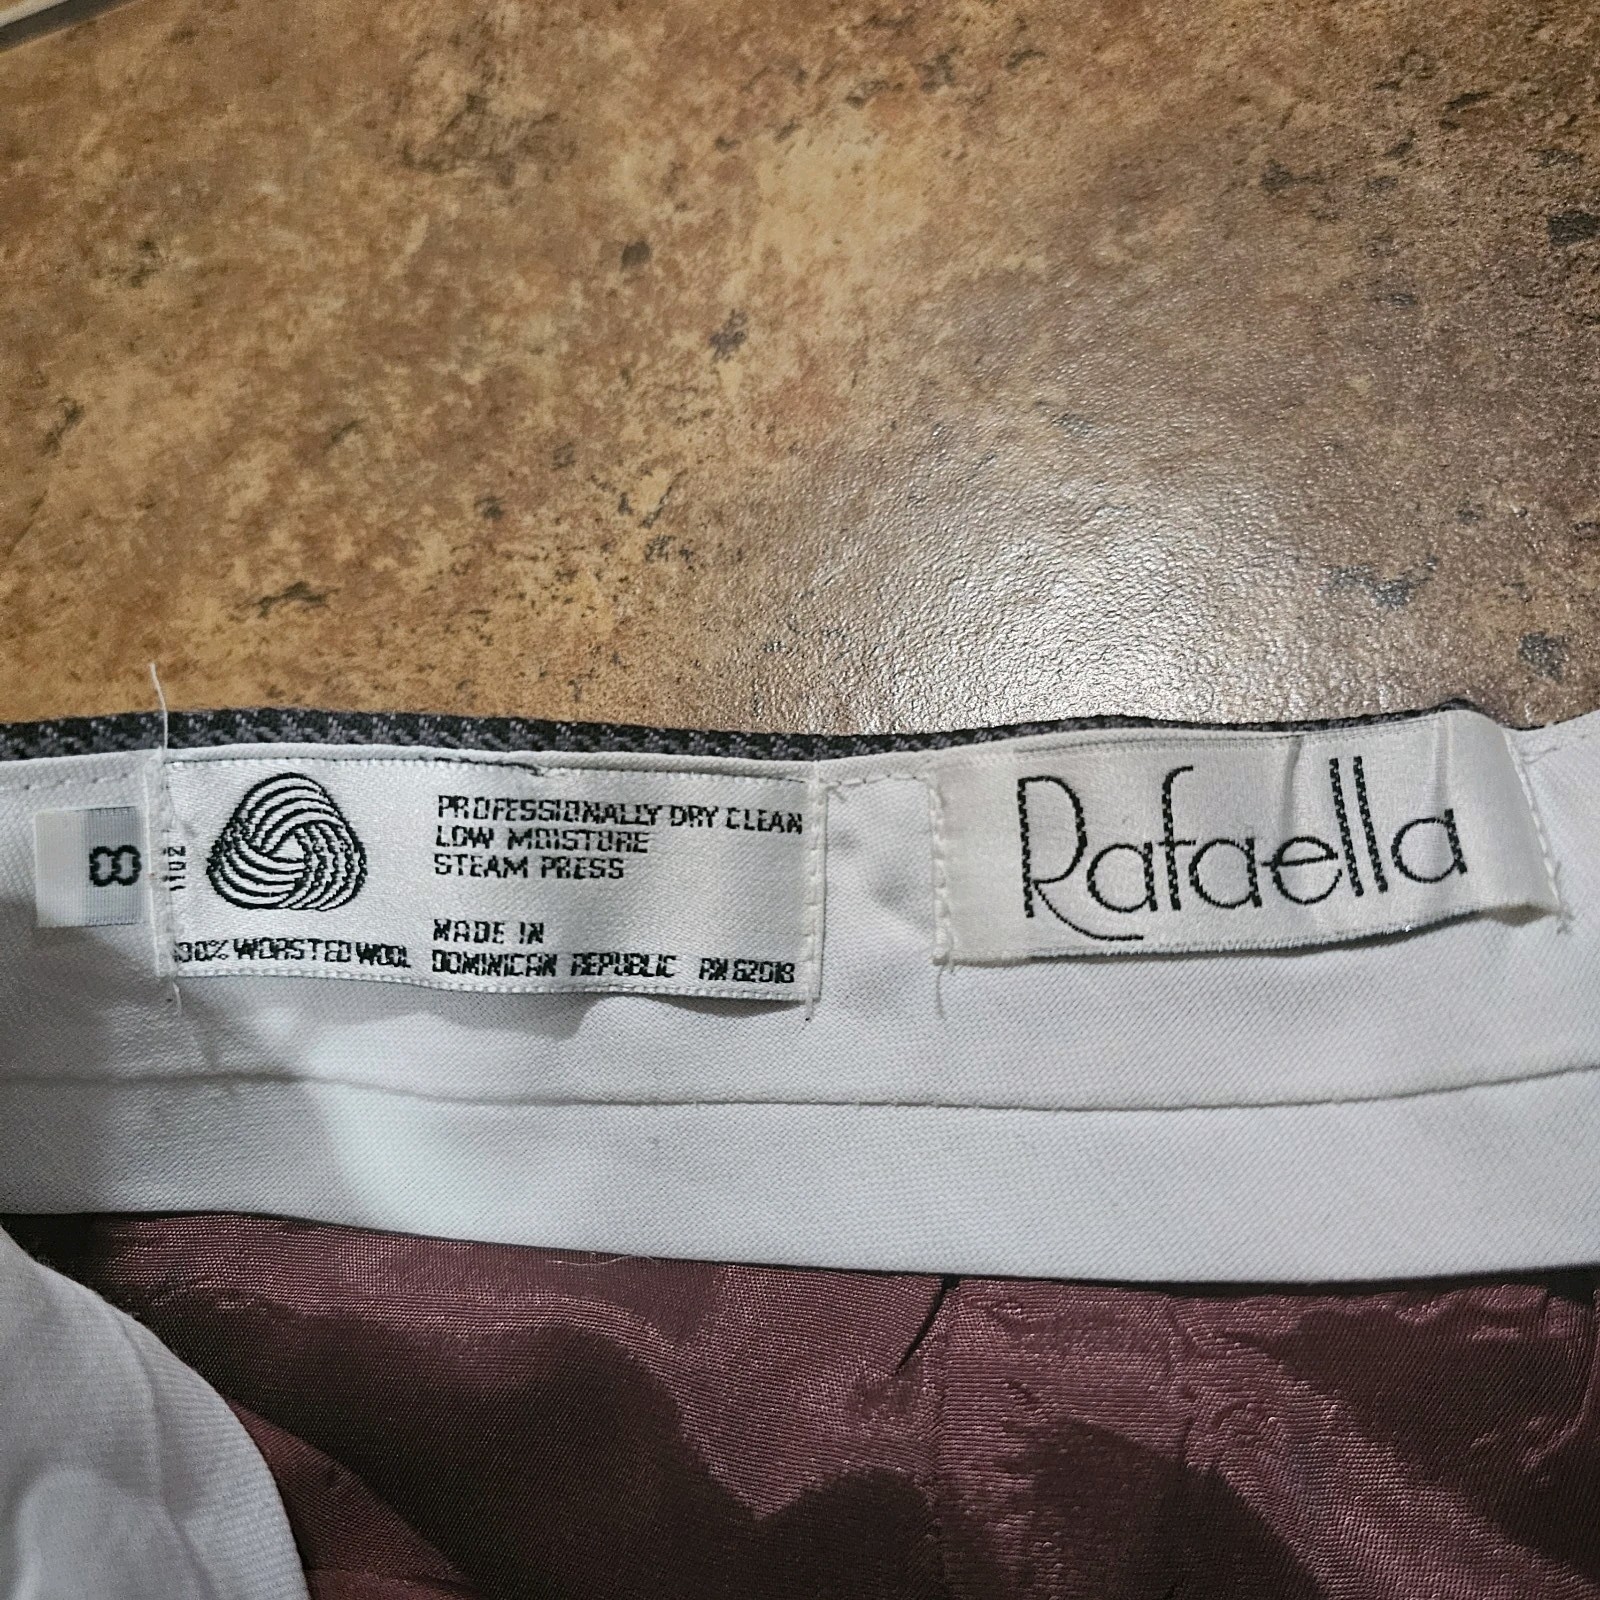 8
PROFESSIONALLY DRY CLEAN
LOW MOISTURE
STEAM PRESS
MADE IN
100% WORSTED WOOL
DOMINICAN REPUBLIC RN 62018
Rafaella